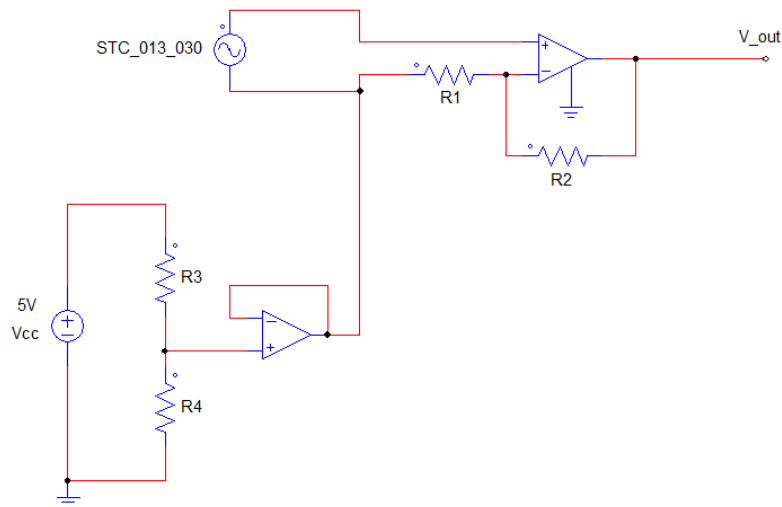 STC_013_030
V_out
+
−
R1
R2
R3
5V
Vcc
+
−
−
+
R4